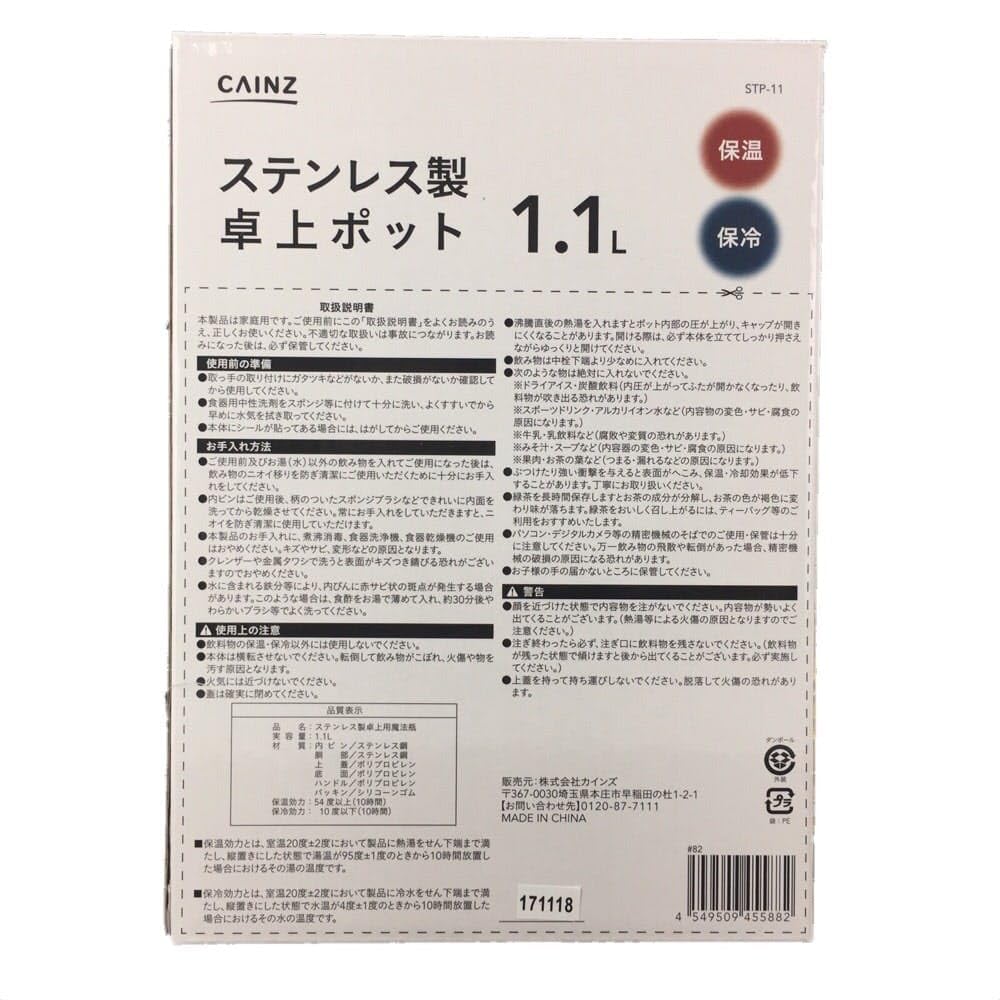 CAINZ
STP-11
保温
ステンレス製
卓上ポット 1.1L
保冷
取扱説明書
本製品は家庭用です。ご使用前にこの「取扱説明書」をよくお読みのう
え、正しくお使いください。不適切な取扱いは事故につながります。お読
みになった後は、必ず保管してください。
使用前の準備
●取っ手の取り付けにガタツキなどがないか、また破損がないか確認して
から使用してください。
●食器用中性洗剤をスポンジ等に付けて十分に洗い、よくすすいでから
早めに水気を拭き取ってください。
●本体にシールが貼ってある場合には、はがしてからご使用ください。
お手入れ方法
●ご使用前及びお湯(水)以外の飲み物を入れてご使用になった後は、
飲み物のニオイ移りを防ぎ清潔にご使用いただくために十分にお手入
れをしてください。
●内ビンはご使用後、柄のついたスポンジブラシなどできれいに内面を
洗ってから乾燥させてください。常にお手入れをしていただきますと、ニ
オイを防ぎ清潔に使用していただけます。
●本製品のお手入れに、煮沸消毒、食器洗浄機、食器乾燥機のご使用
はおやめください。キズやサビ、変形などの原因となります。
●クレンザーや金属タワシで洗うと表面がキズつき錆びる恐れがござい
ますのでおやめください。
●水に含まれる鉄分等により、内びんに赤サビ状の斑点が発生する場合
があります。このような場合は、食酢をお湯で薄めて入れ、約30分後や
わらかいブラシ等でよく洗ってください。
使用上の注意
●飲料物の保温・保冷以外には使用しないでください。
●本体は横転させないでください。転倒して飲み物がこぼれ、火傷や物を
汚す原因となります。
●火気には近づけないでください。
●蓋は確実に閉めてください。
品質表示
品 名：ステンレス製卓上用魔法瓶
実 容 量：1.1L
材 質：内 ビ ン／ステンレス鋼
胴 部／ステンレス鋼
上 蓋／ポリプロピレン
底 面／ポリプロピレン
ハンドル／ポリプロピレン
パッキン／シリコーンゴム
保温効力：54 度以上(10時間)
保冷効力：10 度以下(10時間)
■保温効力とは、室温20度±2度において製品に熱湯をせん下端まで満
たし、縦置きにした状態で湯温が95度±1度のときから10時間放置し
た場合におけるその湯の温度です。
■保冷効力とは、室温20度±2度において製品に冷水をせん下端まで満
たし、縦置きにした状態で水温が4度±1度のときから10時間放置した
場合におけるその水の温度です。
●沸騰直後の熱湯を入れますとポット内部の圧が上がり、キャップが開き
にくくなることがあります。開ける際は、必ず本体を立ててしっかり押さえ
ながらゆっくりと開けてください。
●飲み物は中栓下端より少なめに入れてください。
●次のような物は絶対に入れないでください。
※ドライアイス・炭酸飲料(内圧が上がってふたが開かなくなったり、飲
料物が吹き出る恐れがあります。)
※スポーツドリンク・アルカリイオン水など(内容物の変色・サビ・腐食の
原因になります。)
※牛乳・乳飲料など(腐敗や変質の恐れがあります。)
※みそ汁・スープなど(内容器の変色・サビ・腐食の原因になります。)
※果肉・お茶の葉など(つまる・漏れるなどの原因になります。)
●ぶつけたり強い衝撃を与えると表面がへこみ、保温・冷却効果が低下
することがあります。丁寧にお取り扱いください。
●緑茶を長時間保存しますとお茶の成分が分解し、お茶の色が褐色に変
わり味が落ちます。緑茶をおいしく召し上がるには、ティーバッグ等のご
利用をおすすめいたします。
●パソコン・デジタルカメラ等の精密機械のそばでのご使用・保管は十分
に注意してください。万一飲み物の飛散や転倒があった場合、精密機
械の破損の原因になる恐れがあります。
●お子様の手の届かないところに保管してください。
警告
●顔を近づけた状態で内容物を注がないでください。内容物が勢いよく
出てくることがございます。(熱湯等による火傷の原因となりますのでご
注意ください。)
●注ぎ終わったら必ず、注ぎ口に飲料物を残さないでください。(飲料物
が残った状態で傾けますと後から出てくることがございます。必ず実施し
てください。)
●上蓋を持って持ち運びしないでください。脱落して火傷の恐れがあり
ます。
販売元：株式会社カインズ
〒367-0030埼玉県本庄市早稲田の杜1-2-1
【お問い合わせ先】0120-87-7111
MADE IN CHINA
ダンボール
外装
プラ
袋：PE
#82
171118
4 549509 455882